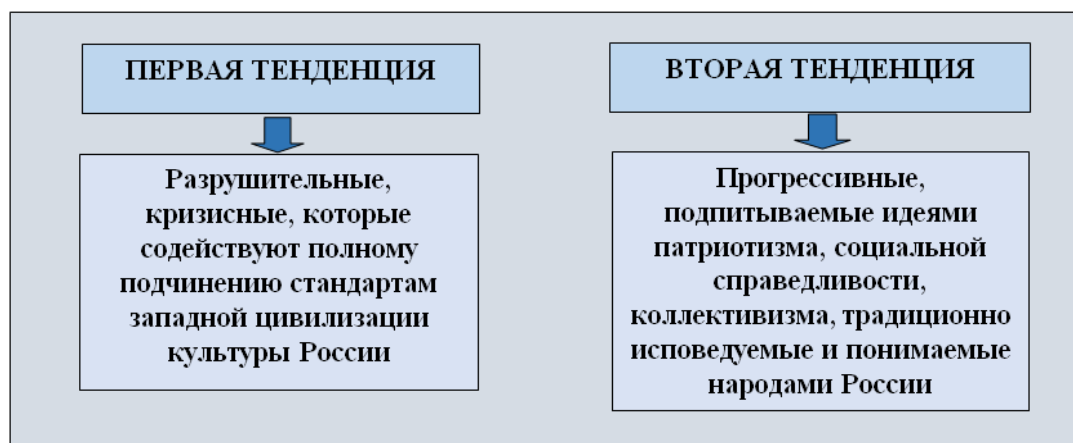 ПЕРВАЯ ТЕНДЕНЦИЯ
Разрушительные,
кризисные, которые
содействуют полному
подчинению стандартам
западной цивилизации
культуры России
ВТОРАЯ ТЕНДЕНЦИЯ
Прогрессивные,
подпитываемые идеями
патриотизма, социальной
справедливости,
коллективизма, традиционно
исповедуемые и понимаемые
народами России